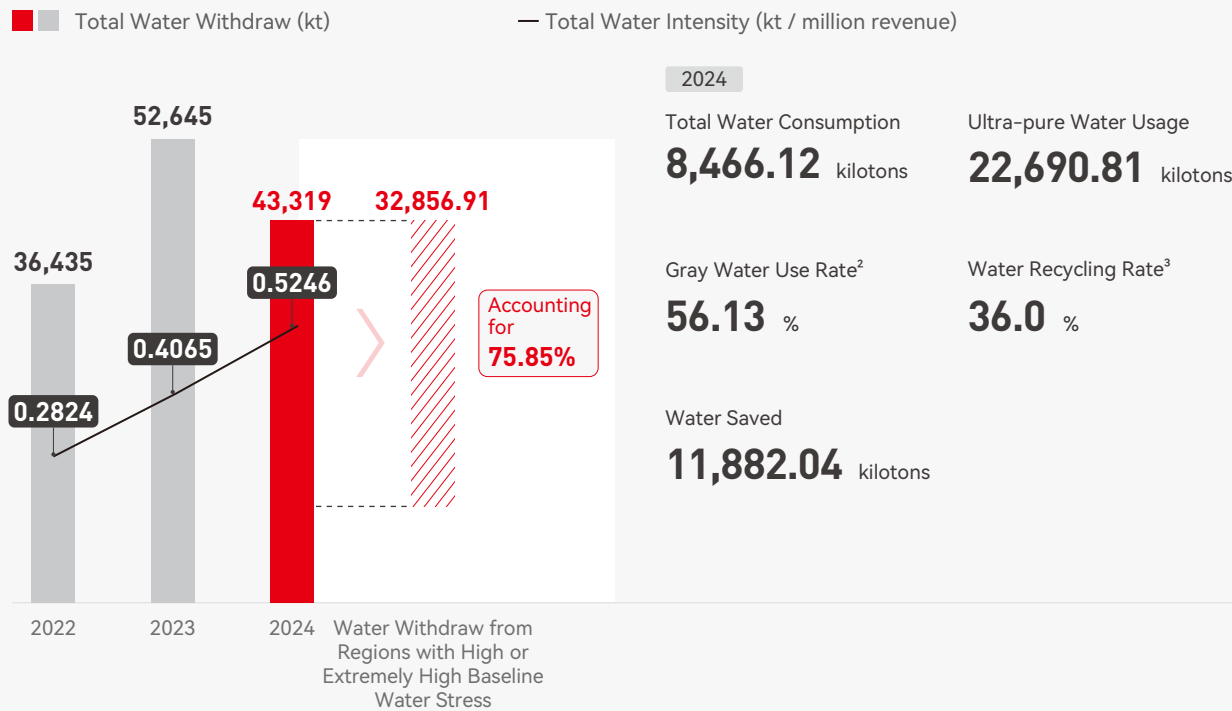 Total Water Withdraw (kt)
Total Water Intensity (kt / million revenue)
52,645
43,319
32,856.91
36,435
0.5246
0.4065
0.2824
Accounting
for
75.85%
2022
2023
2024
Water Withdraw from
Regions with High or
Extremely High Baseline
Water Stress
2024
Total Water Consumption
8,466.12 kilotons
Ultra-pure Water Usage
22,690.81 kilotons
Gray Water Use Rate²
56.13 %
Water Recycling Rate³
36.0 %
Water Saved
11,882.04 kilotons